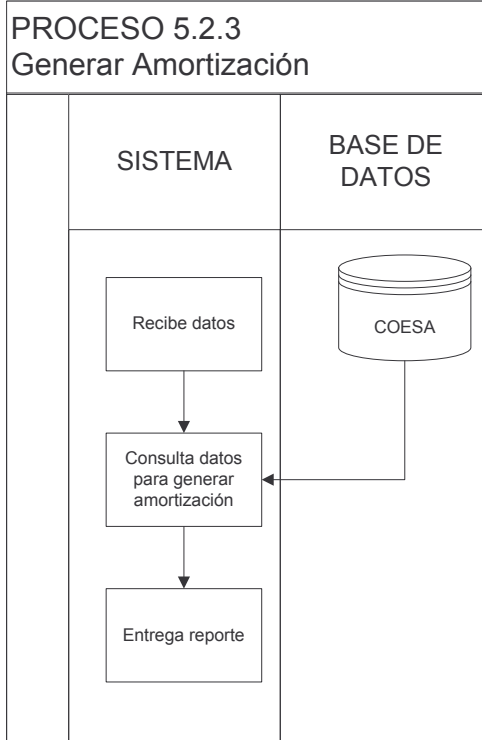 PROCESO 5.2.3
Generar Amortización
SISTEMA
BASE DE
DATOS
Recibe datos
COESA
Consulta datos
para generar
amortización
Entrega reporte